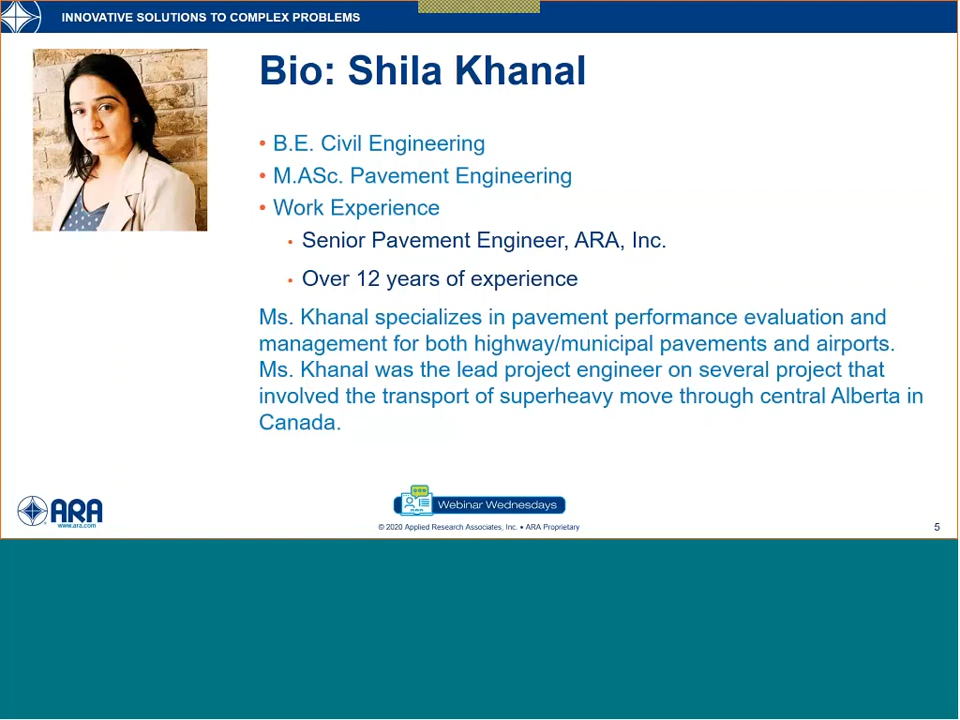 INNOVATIVE SOLUTIONS TO COMPLEX PROBLEMS
Bio: Shila Khanal
• B.E. Civil Engineering
• M.ASc. Pavement Engineering
• Work Experience
• Senior Pavement Engineer, ARA, Inc.
• Over 12 years of experience
Ms. Khanal specializes in pavement performance evaluation and
management for both highway/municipal pavements and airports.
Ms. Khanal was the lead project engineer on several project that
involved the transport of superheavy move through central Alberta in
Canada.
ARA
www.ara.com
Webinar Wednesdays
© 2020 Applied Research Associates, Inc. • ARA Proprietary
5